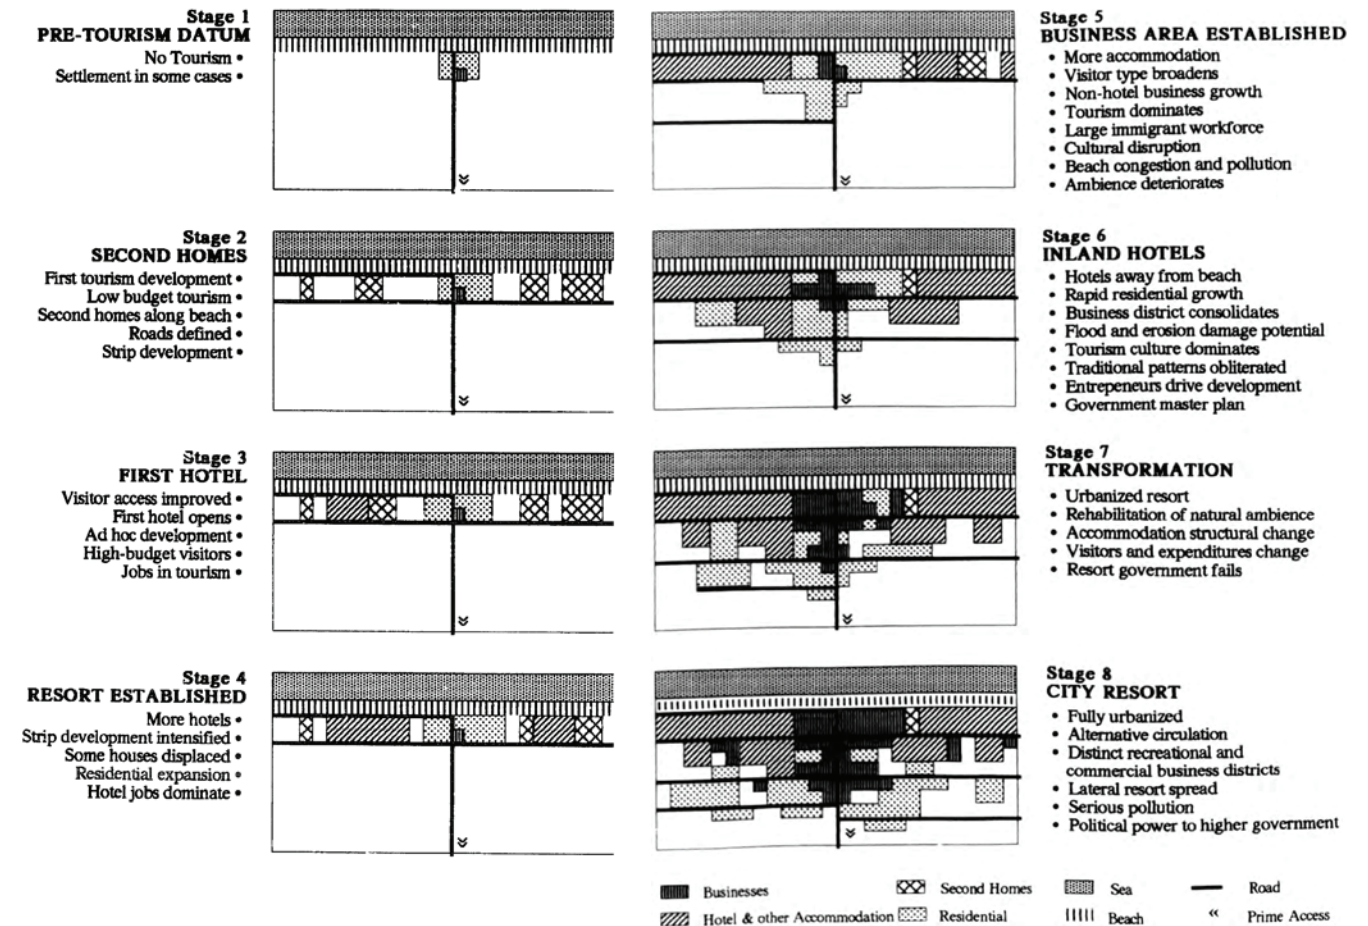 Stage 1
PRE-TOURISM DATUM
No Tourism •
Settlement in some cases •
Stage 2
SECOND HOMES
First tourism development •
Low budget tourism •
Second homes along beach •
Roads defined •
Strip development •
Stage 3
FIRST HOTEL
Visitor access improved •
First hotel opens •
Ad hoc development •
High-budget visitors •
Jobs in tourism •
Stage 4
RESORT ESTABLISHED
More hotels •
Strip development intensified •
Some houses displaced •
Residential expansion •
Hotel jobs dominate •
Stage 5
BUSINESS AREA ESTABLISHED
• More accommodation
• Visitor type broadens
• Non-hotel business growth
• Tourism dominates
• Large immigrant workforce
• Cultural disruption
• Beach congestion and pollution
• Ambience deteriorates
Stage 6
INLAND HOTELS
• Hotels away from beach
• Rapid residential growth
• Business district consolidates
• Flood and erosion damage potential
• Tourism culture dominates
• Traditional patterns obliterated
• Entrepeneurs drive development
• Government master plan
Stage 7
TRANSFORMATION
• Urbanized resort
• Rehabilitation of natural ambience
• Accommodation structural change
• Visitors and expenditures change
• Resort government fails
Stage 8
CITY RESORT
• Fully urbanized
• Alternative circulation
• Distinct recreational and
commercial business districts
• Lateral resort spread
• Serious pollution
• Political power to higher government
Businesses Second Homes Sea Road
Hotel & other Accommodation Residential Beach Prime Access